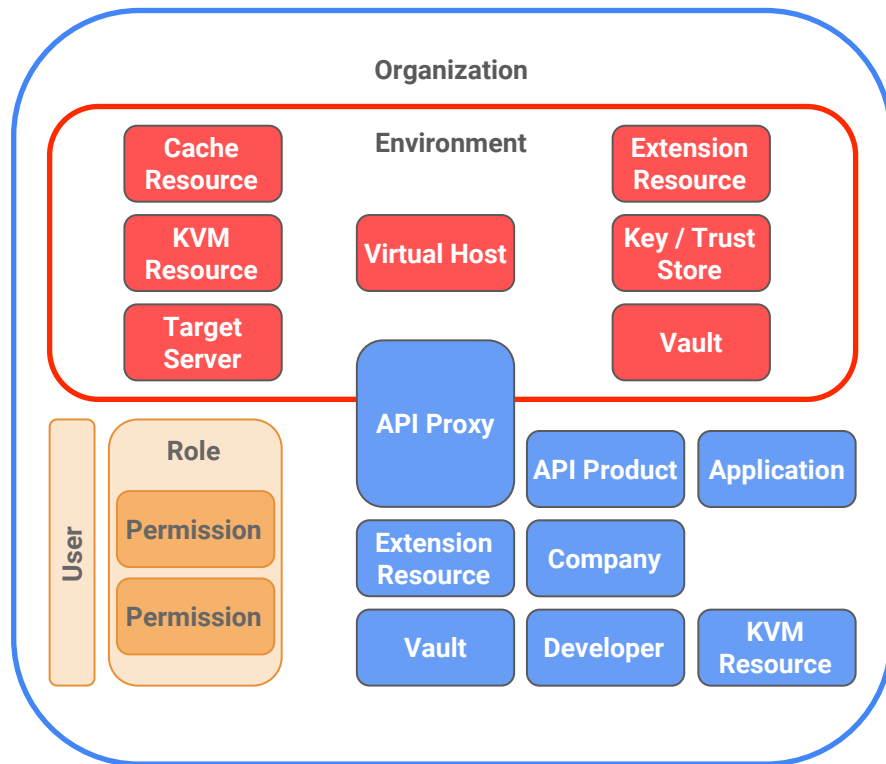 Organization
Environment
Cache
Resource
Extension
Resource
KVM
Resource
Virtual Host
Key / Trust
Store
Target
Server
Vault
API Proxy
User
Role
Permission
Permission
API Product
Application
Extension
Resource
Company
Vault
Developer
KVM
Resource